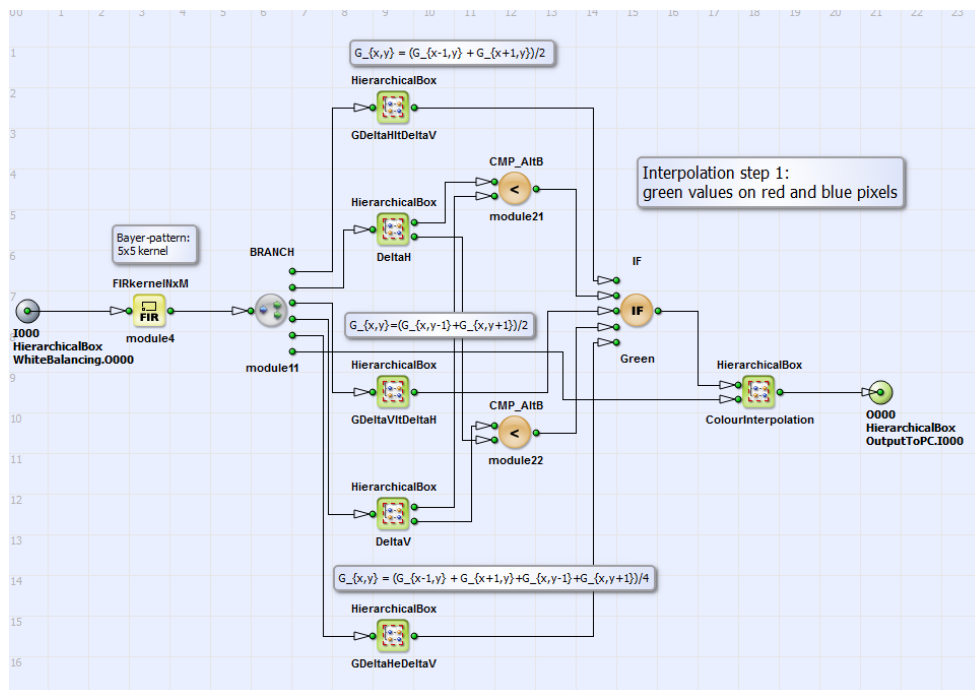 00 1 2 3 4 5 6 7 8 9 10 11 12 13 14 15 16 17 18 19 20 21 22 23
1
G_{x,y} = (G_{x-1,y} + G_{x+1,y})/2
HierarchicalBox
2
GDeltaHltDeltaV
3
4
CMP_AltB
<
module21
Interpolation step 1:
green values on red and blue pixels
5
HierarchicalBox
DeltaH
6
Bayer-pattern:
5x5 kernel
BRANCH
IF
FIRkernelNxM
7
FIR
module4
IF
I000
HierarchicalBox
WhiteBalancing.O000
8
G_{x,y}=(G_{x,y-1}+G_{x,y+1})/2
module11
Green
9
HierarchicalBox
GDeltaVltDeltaH
HierarchicalBox
ColourInterpolation
O000
HierarchicalBox
OutputToPC.I000
10
CMP_AltB
<
module22
11
12
HierarchicalBox
DeltaV
13
14
G_{x,y} = (G_{x-1,y} + G_{x+1,y}+G_{x,y-1}+G_{x,y+1})/4
HierarchicalBox
15
GDeltaHeDeltaV
16